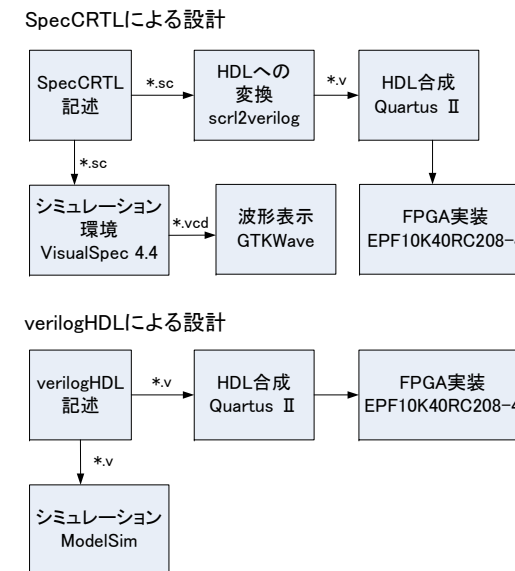 SpecCRTLによる設計
SpecCRTL
記述
*.sc
HDLへの
変換
scrl2verilog
*.v
HDL合成
Quartus Ⅱ
*.sc
シミュレーション
環境
VisualSpec 4.4
*.vcd
波形表示
GTKWave
FPGA実装
EPF10K40RC208-4
verilogHDLによる設計
verilogHDL
記述
*.v
HDL合成
Quartus Ⅱ
FPGA実装
EPF10K40RC208-4
*.v
シミュレーション
ModelSim